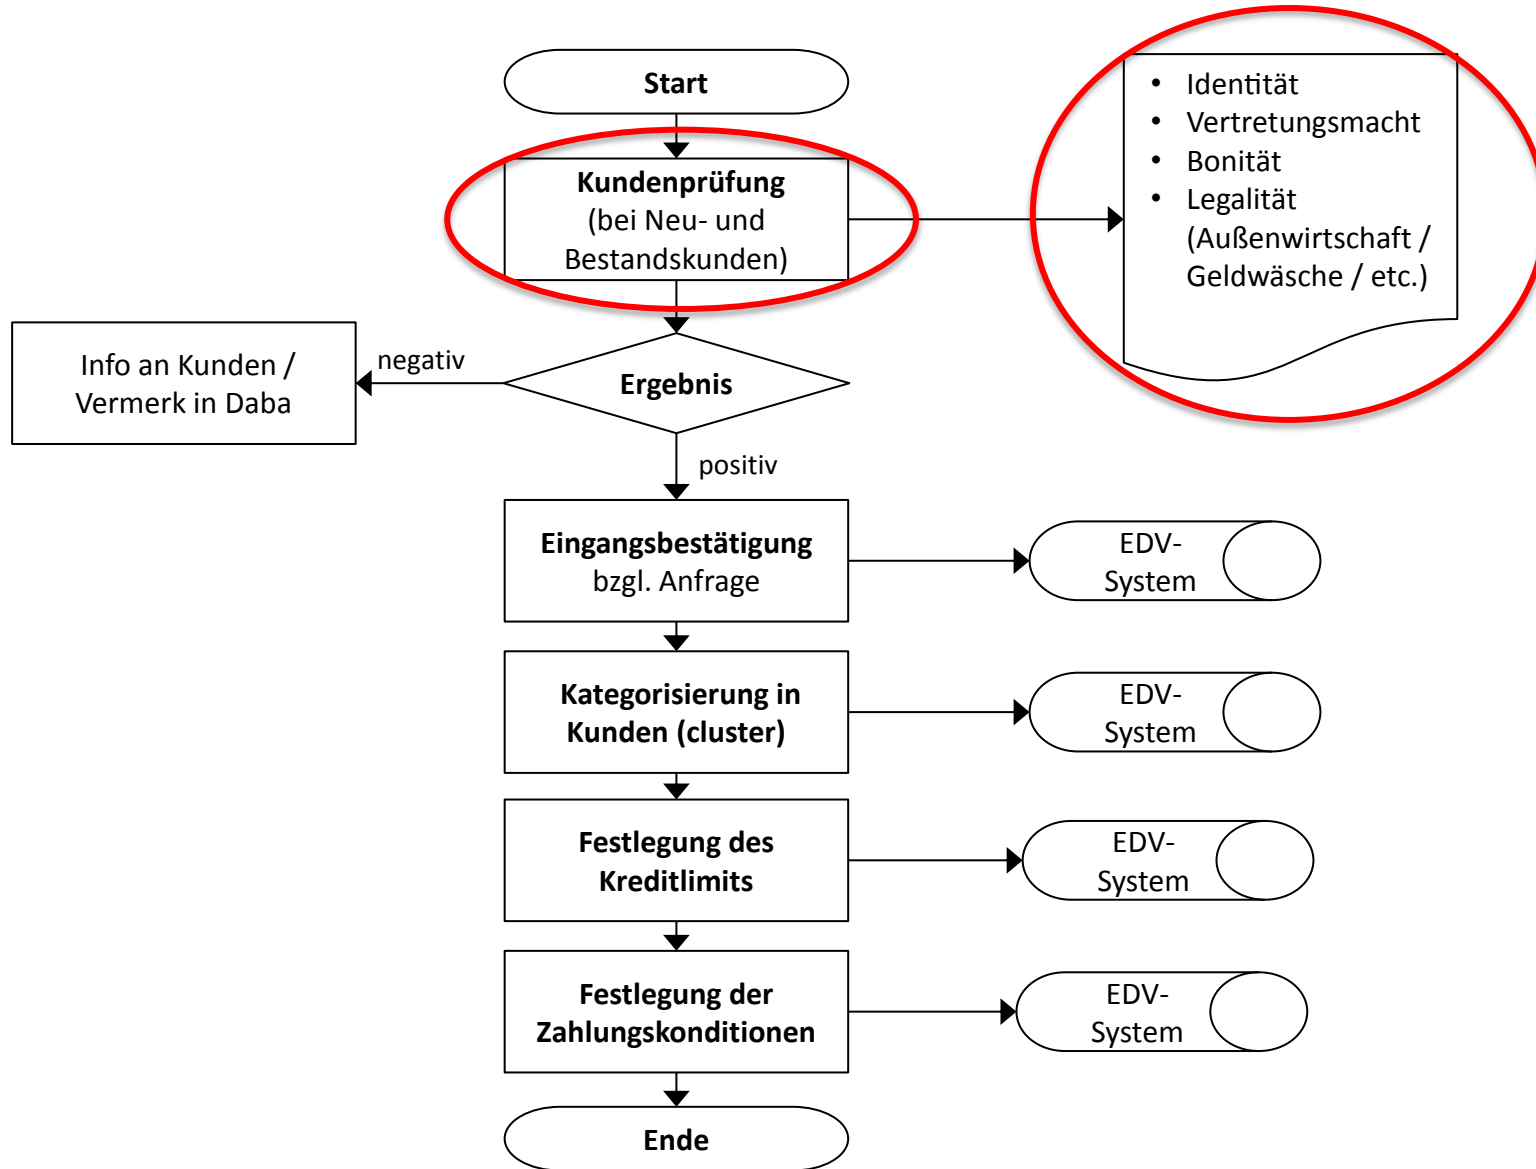 Start
• Identität
• Vertretungsmacht
• Bonität
• Legalität
(Außenwirtschaft /
Geldwäsche / etc.)
Kundenprüfung
(bei Neu- und
Bestandskunden)
Info an Kunden /
Vermerk in Daba
negativ
Ergebnis
positiv
Eingangsbestätigung
bzgl. Anfrage
EDV-
System
Kategorisierung in
Kunden (cluster)
EDV-
System
Festlegung des
Kreditlimits
EDV-
System
Festlegung der
Zahlungskonditionen
EDV-
System
Ende